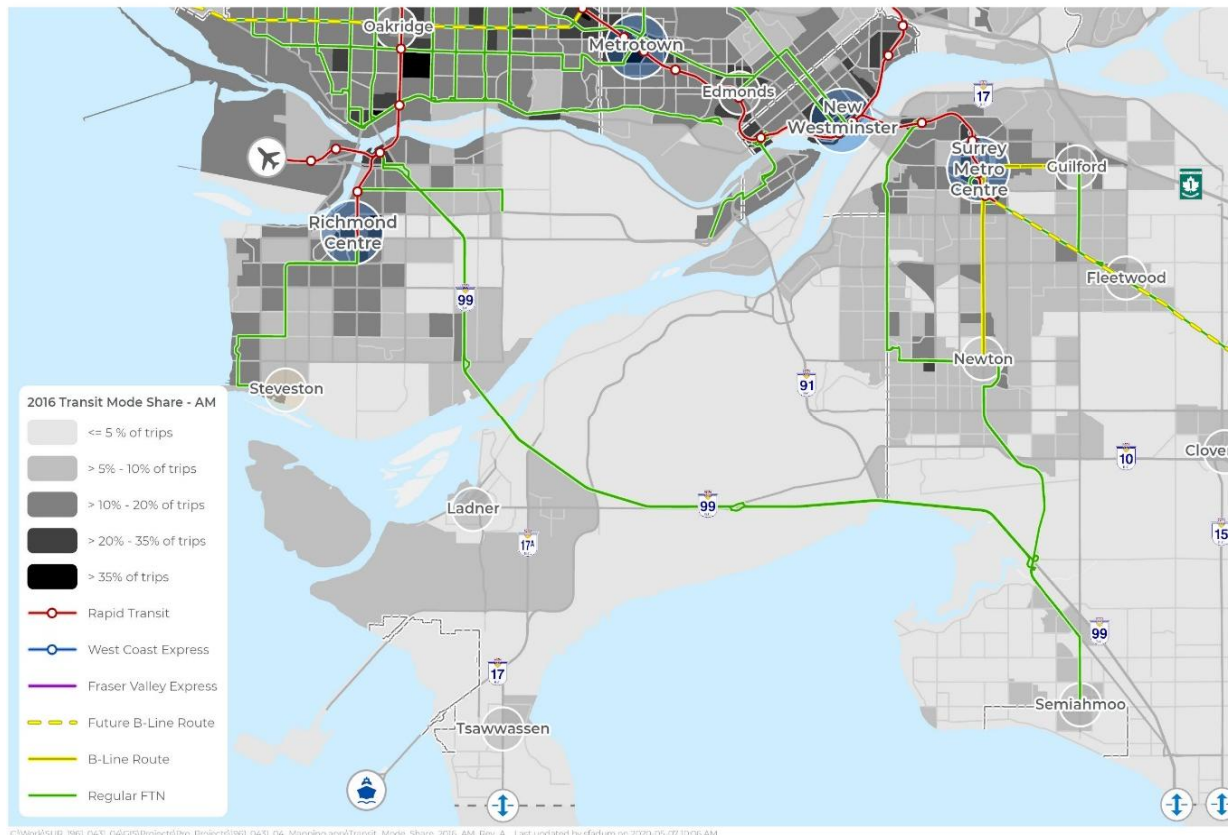 Oakridge
Metrotown
Edmonds
New
Westminster
17
Surrey
Metro
Centre
Guilford
1
Richmond
Centre
Fleetwood
99
Newton
91
Steveston
2016 Transit Mode Share - AM
<= 5 % of trips
> 5% - 10% of trips
> 10% - 20% of trips
> 20% - 35% of trips
> 35% of trips
Rapid Transit
West Coast Express
Fraser Valley Express
Future B-Line Route
B-Line Route
Regular FTN
10
Clover
Ladner
99
17A
15
99
17
Semiahmoo
Tsawwassen